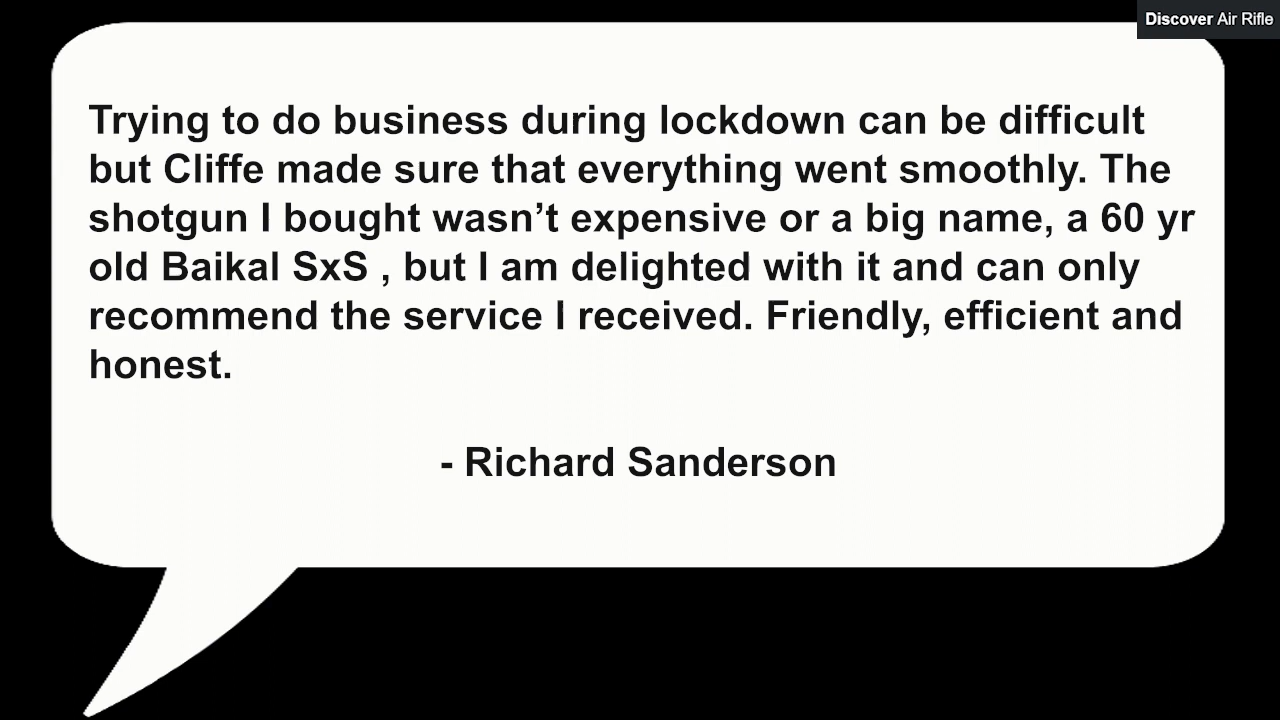 Discover Air Rifle
Trying to do business during lockdown can be difficult
but Cliffe made sure that everything went smoothly. The
shotgun I bought wasn’t expensive or a big name, a 60 yr
old Baikal SxS , but I am delighted with it and can only
recommend the service I received. Friendly, efficient and
honest.
- Richard Sanderson